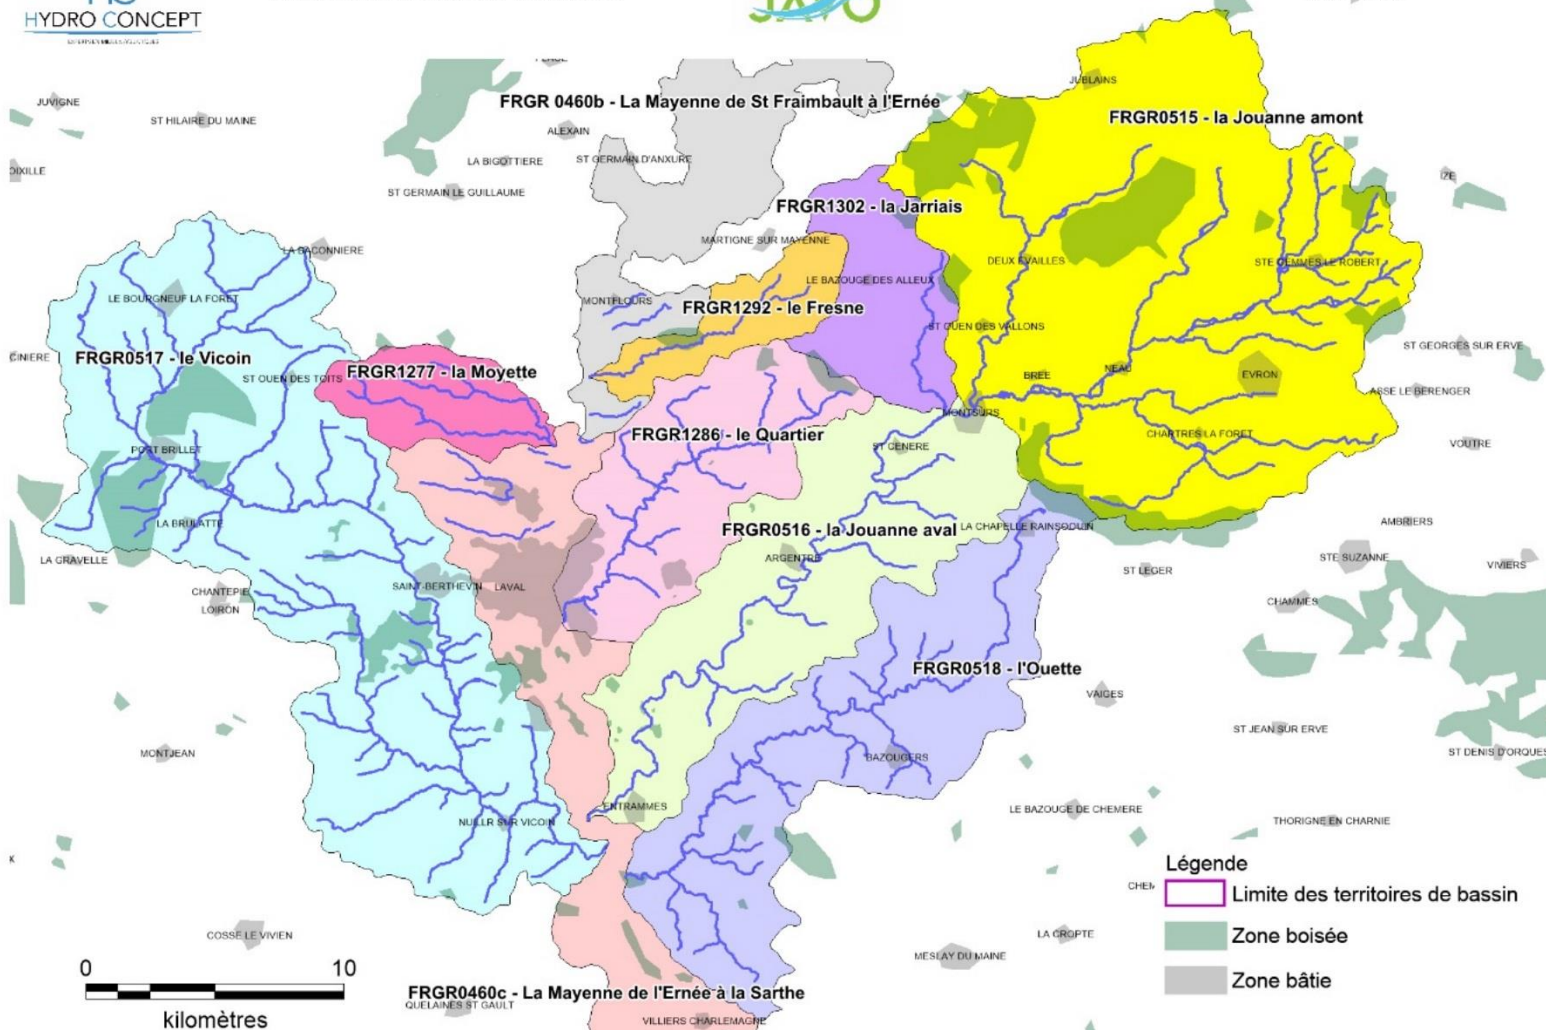 HYDRO CONCEPT
JAVO
JUVIGNE
ST HILAIRE DU MAINE
FRGR 0460b - La Mayenne de St Fraimbault à l'Ernée
JUBLAINS
FRGR0515 - la Jouanne amont
ALEXAIN
LA BIGOTTIERE
ST GERMAIN D'ANXURE
ST GERMAIN LE GUILLAUME
IZE
FRGR1302 - la Jarriais
MARTIGNE SUR MAYENNE
LA BACONNIERE
DEUX EVAILLES
STE GEMMES LE ROBERT
LE BAZOUGE DES ALLEUX
LE BOURGNEUF LA FORET
MONTFLOURS
FRGR1292 - le Fresne
ST OUEN DES VALLONS
ST GEORGES SUR ERVE
CINIERE
FRGR0517 - le Vicoin
ST OUEN DES TOITS
FRGR1277 - la Moyette
BREE
NEAU
EVRON
ASSE LE BERENGER
MONTSURS
FRGR1286 - le Quartier
CHARTRES LA FORET
VOUTRE
ST CENERE
PORT BRILLET
LA BRULATTE
FRGR0516 - la Jouanne aval
LA CHAPELLE RAINSOUIN
AMBRIERS
LA GRAVELLE
ARGENTRE
ST LEGER
STE SUZANNE
VIVIERS
CHANTEPIE
SAINT-BERTHEVIN
LAVAL
LOIRON
CHAMMES
FRGR0518 - l'Ouette
VAIGES
ST JEAN SUR ERVE
MONTJEAN
BAZOUGERS
ST DENIS D'ORQUES
ENTRAMMES
LE BAZOUGE DE CHEMERE
NUILLR SUR VICOIN
THORIGNE EN CHARNIE
Légende
CHEM
Limite des territoires de bassin
COSSE LE VIVIEN
LA CROPTE
Zone boisée
MESLAY DU MAINE
0 10
Zone bâtie
FRGR0460c - La Mayenne de l'Ernée à la Sarthe
QUELAINES ST GAULT
kilomètres
VILLIERS CHARLEMAGNE